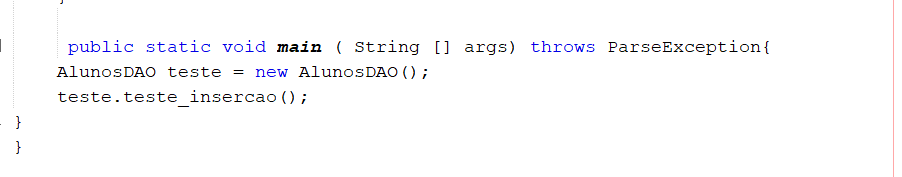 }
public static void main ( String [] args) throws ParseException{
AlunosDAO teste = new AlunosDAO();
teste.teste_insercao();
}
}